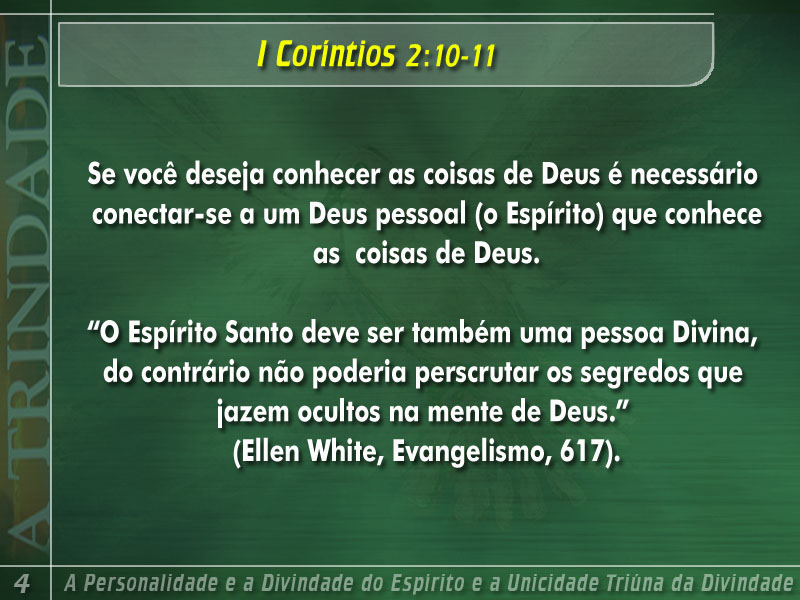 I Coríntios 2:10-11
A TRINDADE
Se você deseja conhecer as coisas de Deus é necessário
conectar-se a um Deus pessoal (o Espírito) que conhece
as coisas de Deus.
“O Espírito Santo deve ser também uma pessoa Divina,
do contrário não poderia perscrutar os segredos que
jazem ocultos na mente de Deus.”
(Ellen White, Evangelismo, 617).
4
A Personalidade e a Divindade do Espírito e a Unicidade Triúna da Divindade